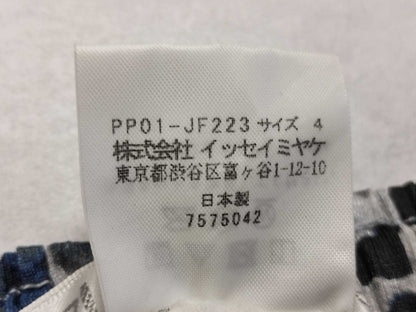 PP01-JF223 サイズ 4
株式会社 イッセイミヤケ
東京都渋谷区富ヶ谷1-12-10
日本製
7575042